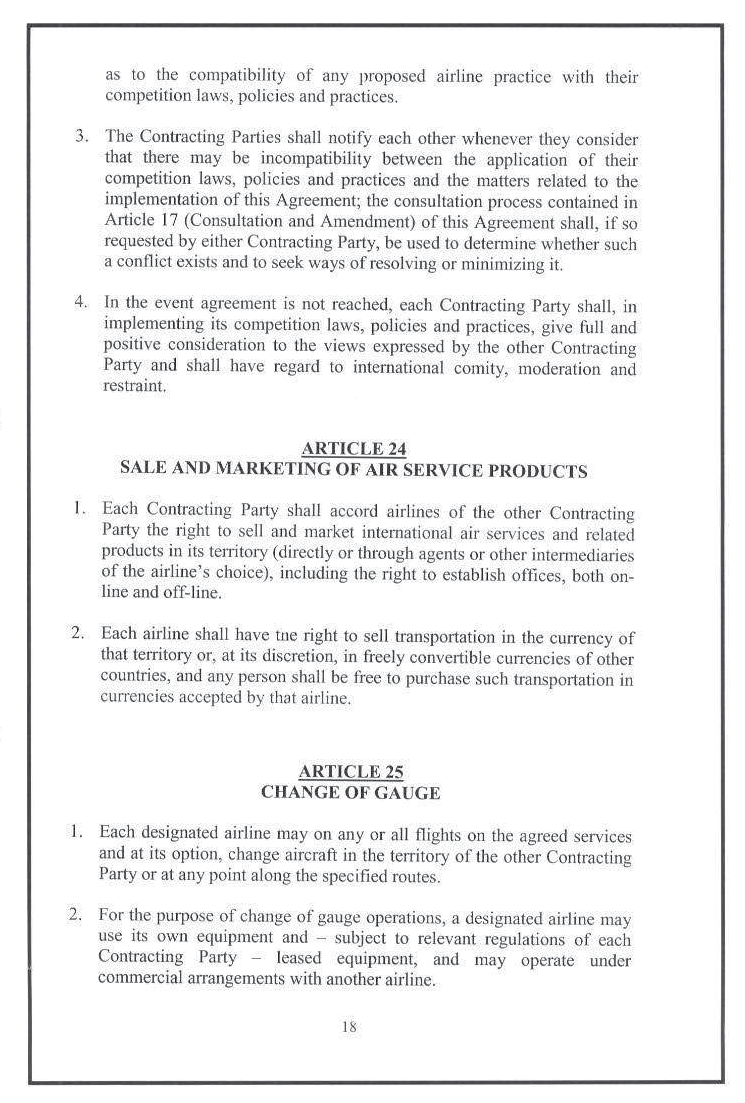 as to the compatibility of any proposed airline practice with their
competition laws, policies and practices.
3. The Contracting Parties shall notify each other whenever they consider
that there may be incompatibility between the application of their
competition laws, policies and practices and the matters related to the
implementation of this Agreement; the consultation process contained in
Article 17 (Consultation and Amendment) of this Agreement shall, if so
requested by either Contracting Party, be used to determine whether such
a conflict exists and to seek ways of resolving or minimizing it.
4. In the event agreement is not reached, each Contracting Party shall, in
implementing its competition laws, policies and practices, give full and
positive consideration to the views expressed by the other Contracting
Party and shall have regard to international comity, moderation and
restraint.
ARTICLE 24
SALE AND MARKETING OF AIR SERVICE PRODUCTS
1. Each Contracting Party shall accord airlines of the other Contracting
Party the right to sell and market international air services and related
products in its territory (directly or through agents or other intermediaries
of the airline's choice), including the right to establish offices, both on-
line and off-line.
2. Each airline shall have the right to sell transportation in the currency of
that territory or, at its discretion, in freely convertible currencies of other
countries, and any person shall be free to purchase such transportation in
currencies accepted by that airline.
ARTICLE 25
CHANGE OF GAUGE
1. Each designated airline may on any or all flights on the agreed services
and at its option, change aircraft in the territory of the other Contracting
Party or at any point along the specified routes.
2. For the purpose of change of gauge operations, a designated airline may
use its own equipment and – subject to relevant regulations of each
Contracting Party – leased equipment, and may operate under
commercial arrangements with another airline.
18